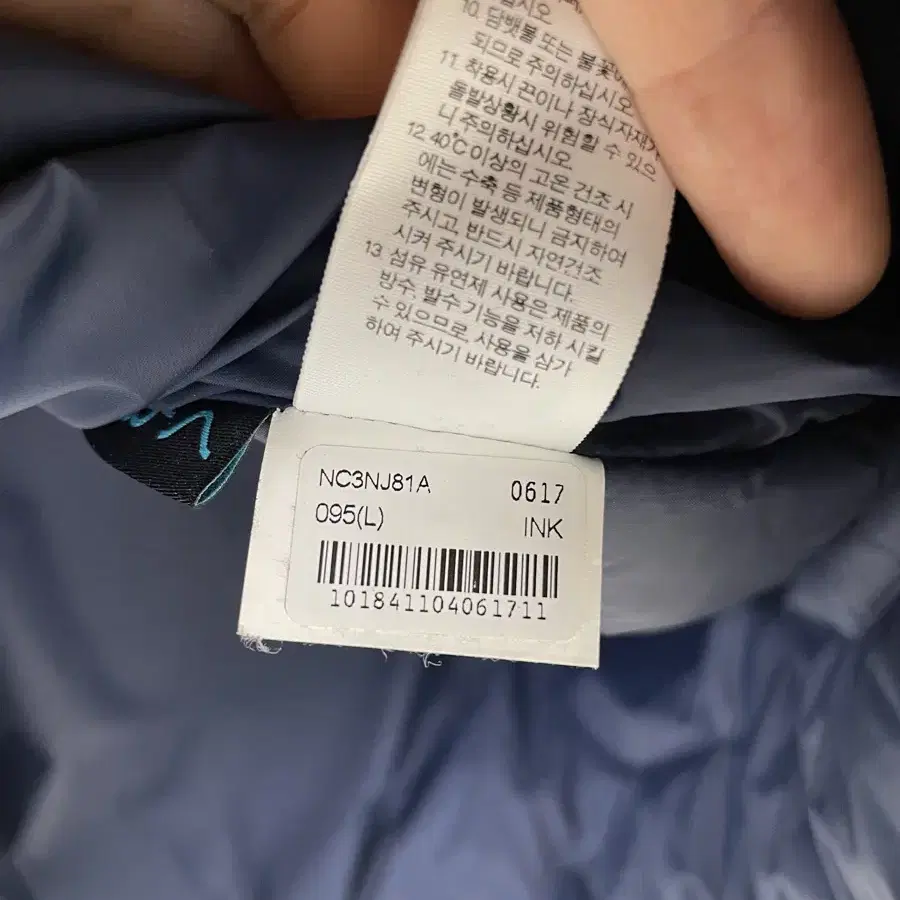 십시오
10. 담뱃불 또는 불꽃에
되므로 주의하십시오
11. 착용시 끈이나 장식자재가
돌발상황시 위험할 수 있으
니 주의하십시오
12. 40℃이상의 고온 건조 시
에는 수축 등 제품형태의
변형이 발생되니 금지하여
주시고, 반드시 자연건조
시켜 주시기 바랍니다.
13. 섬유 유연제 사용은 제품의
방수, 발수 기능을 저하 시킬
수 있으므로, 사용을 삼가
하여 주시기 바랍니다.
NC3NJ81A 0617
095(L) INK
101841104061711